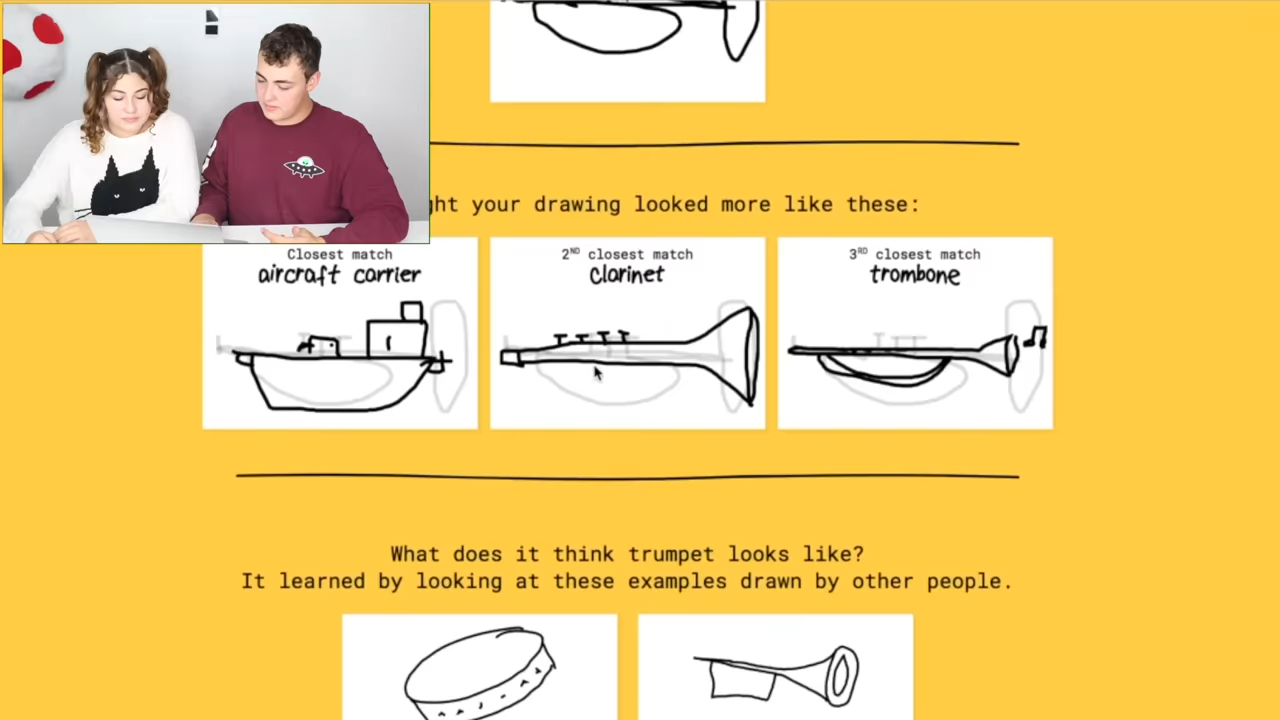 ght your drawing looked more like these:
Closest match
aircraft carrier
2ND closest match
clarinet
3RD closest match
trombone
What does it think trumpet looks like?
It learned by looking at these examples drawn by other people.